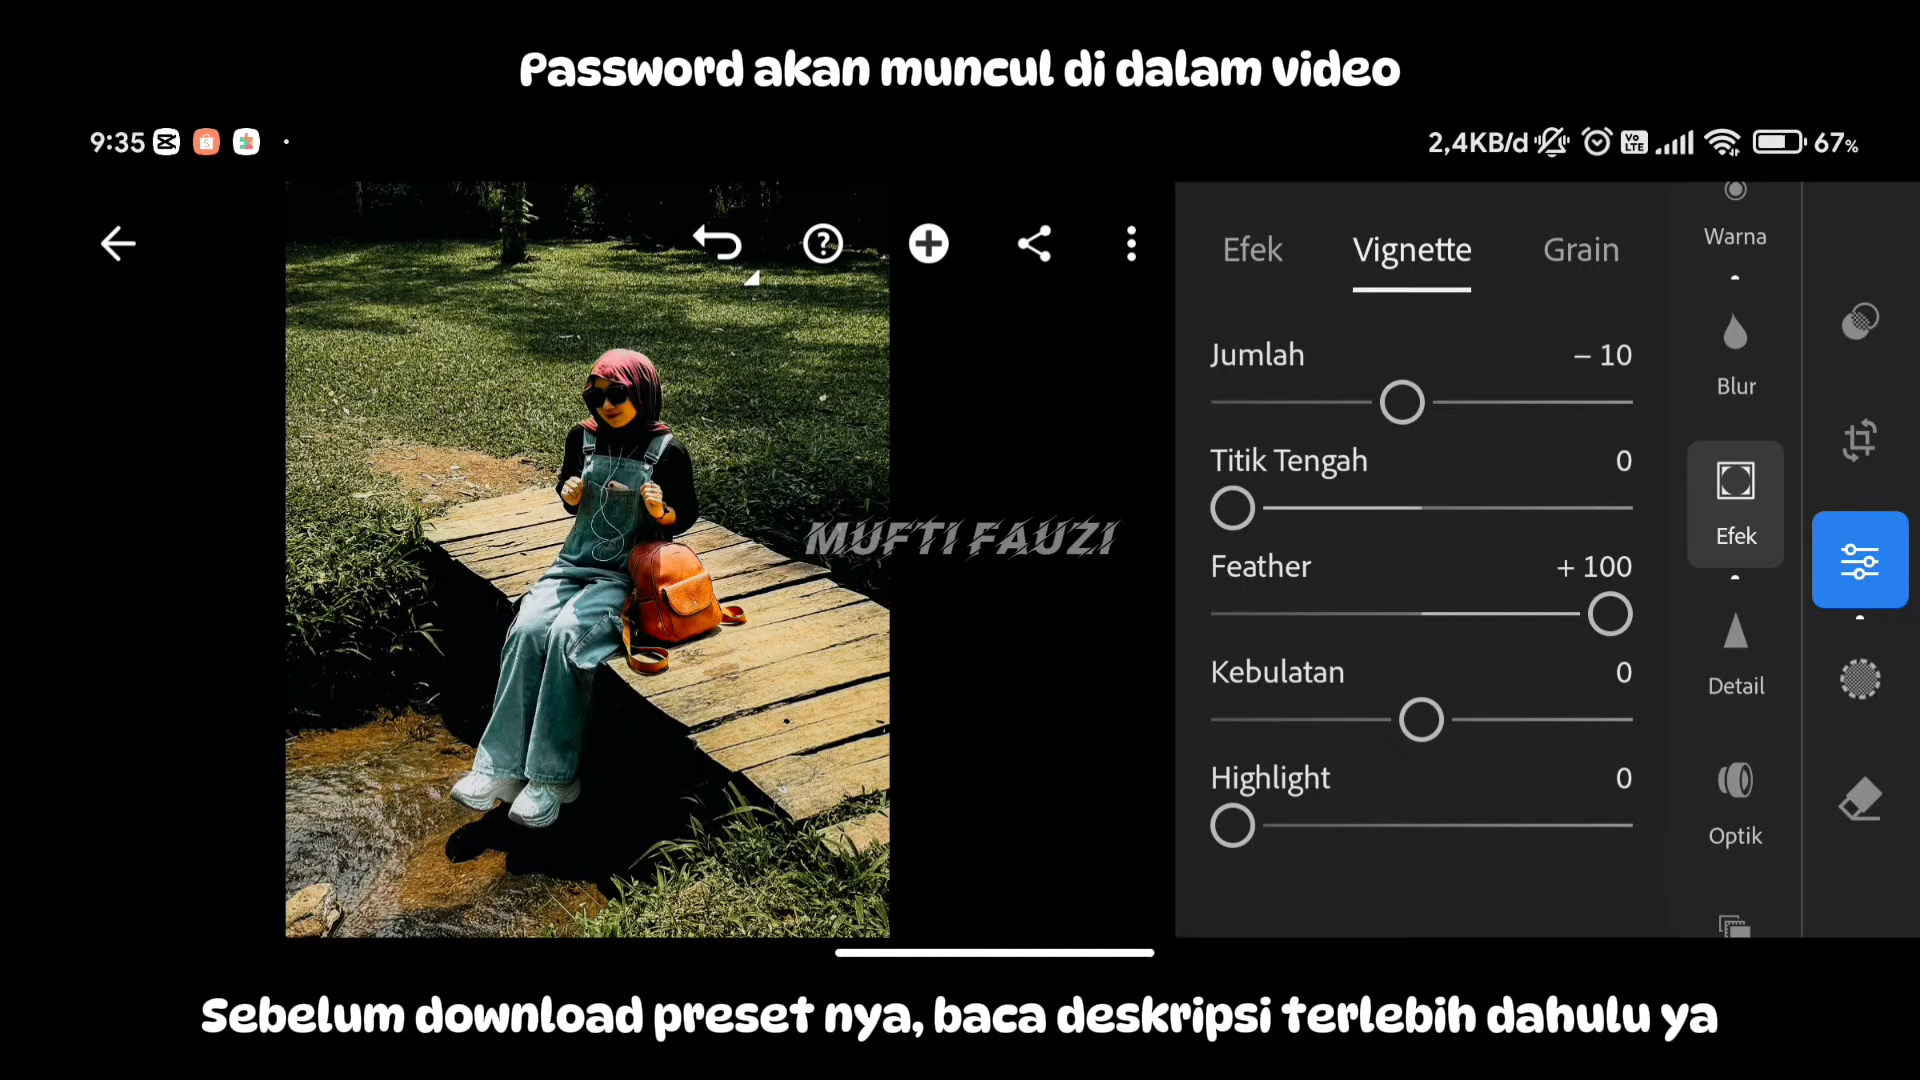 Password akan muncul di dalam video
9:35
2,4KB/d Vo LTE 67%
Efek Vignette Grain
Jumlah − 10
Titik Tengah 0
Feather + 100
Kebulatan 0
Highlight 0
Warna
Blur
Efek
Detail
Optik
MUFTI FAUZI
Sebelum download preset nya, baca deskripsi terlebih dahulu ya